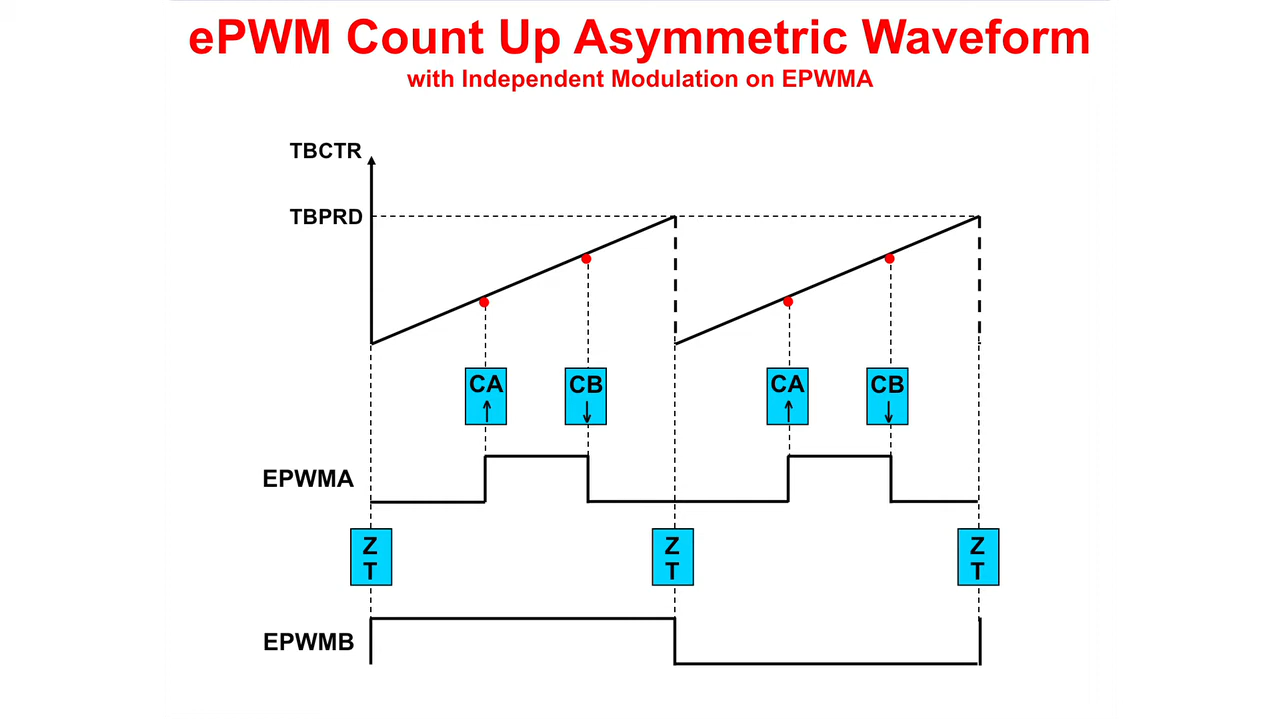 ePWM Count Up Asymmetric Waveform
with Independent Modulation on EPWMA
TBCTR
TBPRD
CA
CB
CA
CB
EPWMA
Z
T
Z
T
Z
T
EPWMB